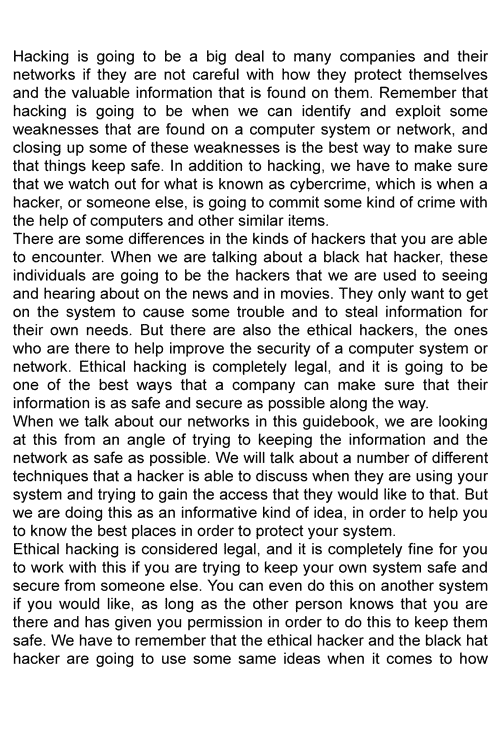 Hacking is going to be a big deal to many companies and their
networks if they are not careful with how they protect themselves
and the valuable information that is found on them. Remember that
hacking is going to be when we can identify and exploit some
weaknesses that are found on a computer system or network, and
closing up some of these weaknesses is the best way to make sure
that things keep safe. In addition to hacking, we have to make sure
that we watch out for what is known as cybercrime, which is when a
hacker, or someone else, is going to commit some kind of crime with
the help of computers and other similar items.
There are some differences in the kinds of hackers that you are able
to encounter. When we are talking about a black hat hacker, these
individuals are going to be the hackers that we are used to seeing
and hearing about on the news and in movies. They only want to get
on the system to cause some trouble and to steal information for
their own needs. But there are also the ethical hackers, the ones
who are there to help improve the security of a computer system or
network. Ethical hacking is completely legal, and it is going to be
one of the best ways that a company can make sure that their
information is as safe and secure as possible along the way.
When we talk about our networks in this guidebook, we are looking
at this from an angle of trying to keeping the information and the
network as safe as possible. We will talk about a number of different
techniques that a hacker is able to discuss when they are using your
system and trying to gain the access that they would like to that. But
we are doing this as an informative kind of idea, in order to help you
to know the best places in order to protect your system.
Ethical hacking is considered legal, and it is completely fine for you
to work with this if you are trying to keep your own system safe and
secure from someone else. You can even do this on another system
if you would like, as long as the other person knows that you are
there and has given you permission in order to do this to keep them
safe. We have to remember that the ethical hacker and the black hat
hacker are going to use some same ideas when it comes to how